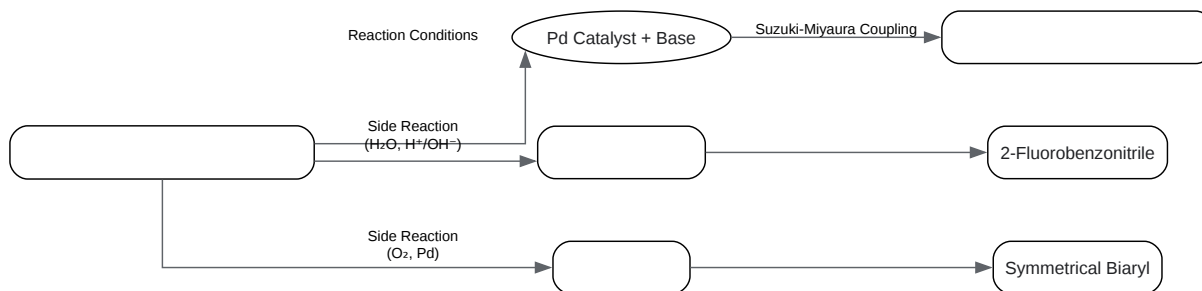 Reaction Conditions
Pd Catalyst + Base
Suzuki-Miyaura Coupling
Side Reaction
(H₂O, H⁺/OH⁻)
2-Fluorobenzonitrile
Side Reaction
(O₂, Pd)
Symmetrical Biaryl